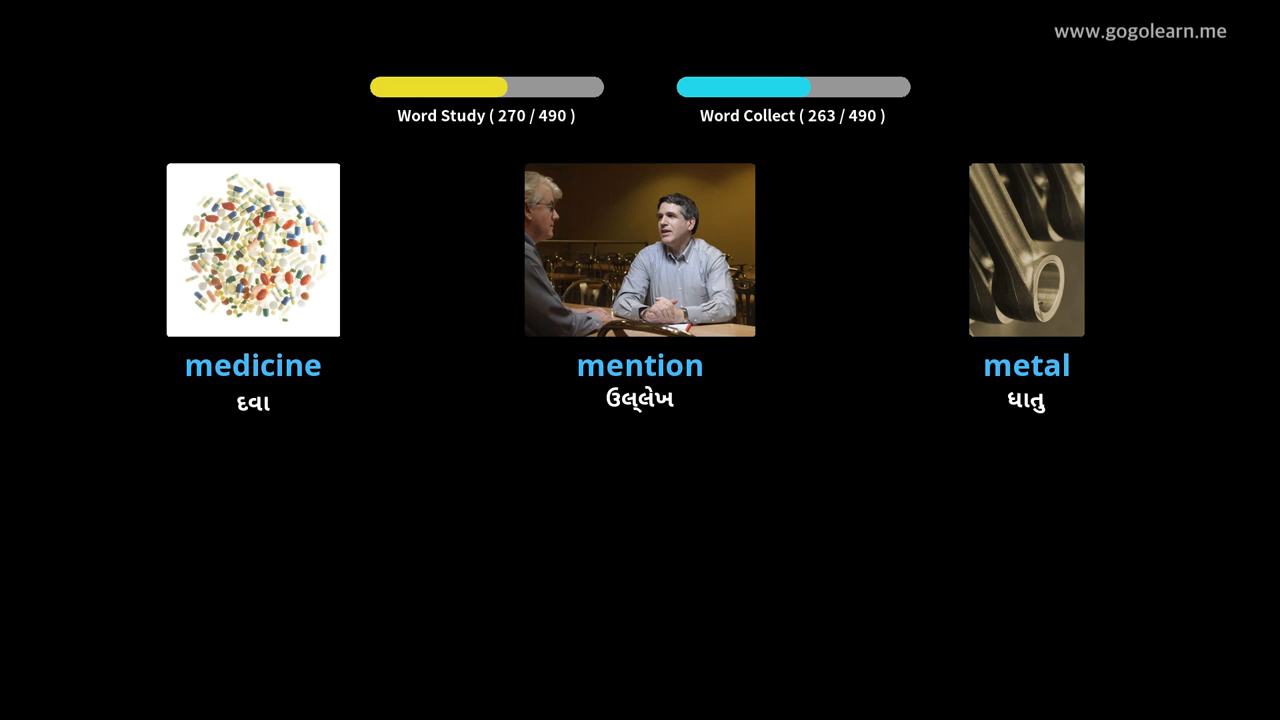 www.gogolearn.me
Word Study ( 270 / 490 )
Word Collect ( 263 / 490 )
medicine
દવા
mention
ઉલ્લેખ
metal
ધાતુ